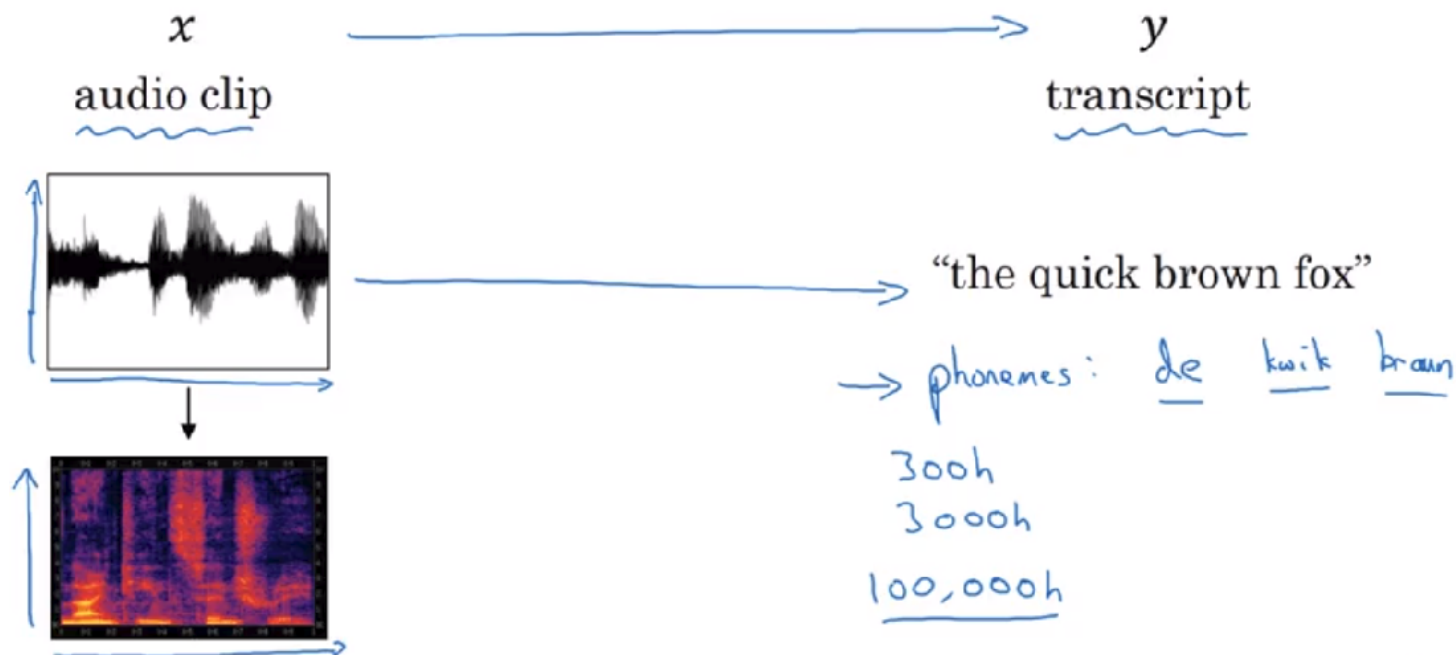 x y
audio clip transcript
“the quick brown fox”
phonemes: de kwik braun
300h
3000h
100,000h